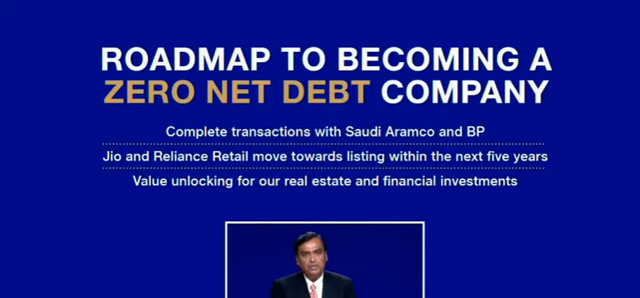 ROADMAP TO BECOMING A
ZERO NET DEBT COMPANY
Complete transactions with Saudi Aramco and BP
Jio and Reliance Retail move towards listing within the next five years
Value unlocking for our real estate and financial investments